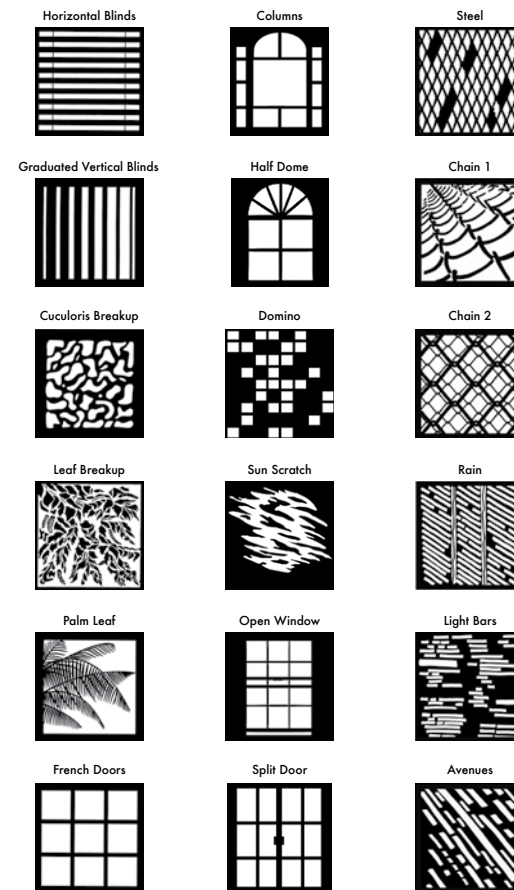 Horizontal Blinds
Columns
Steel
Graduated Vertical Blinds
Half Dome
Chain 1
Cuculoris Breakup
Domino
Chain 2
Leaf Breakup
Sun Scratch
Rain
Palm Leaf
Open Window
Light Bars
French Doors
Split Door
Avenues